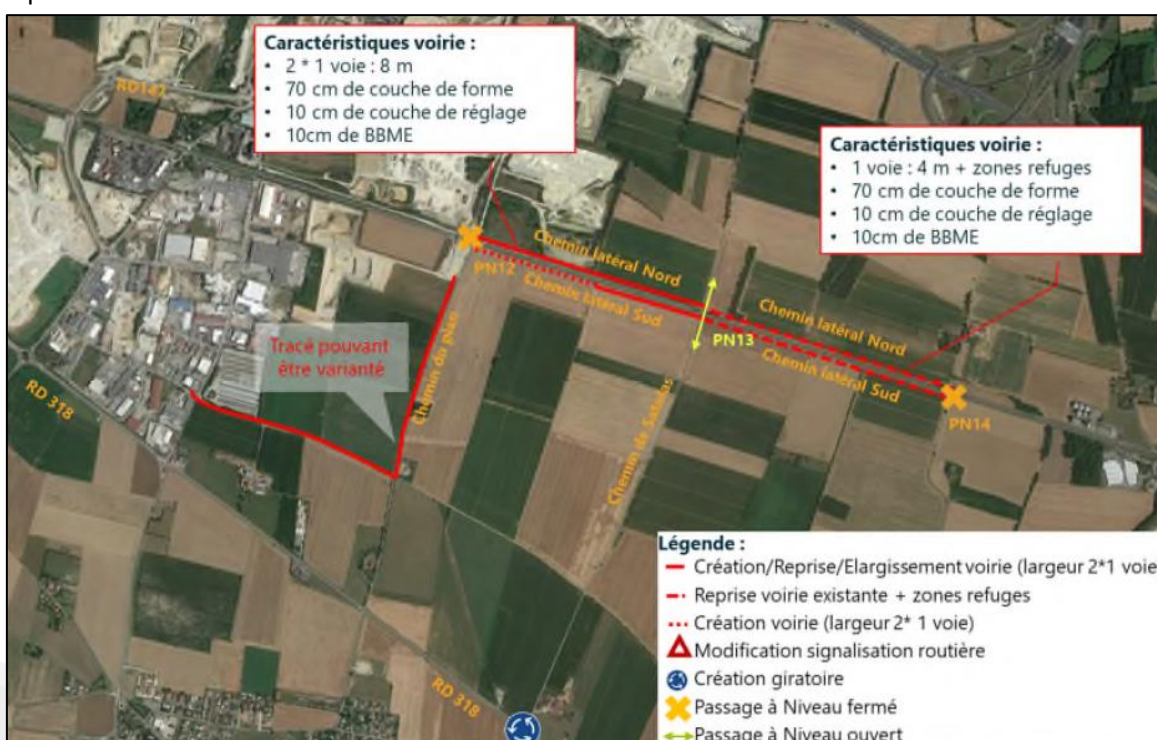 Caractéristiques voirie :
• 2 * 1 voie : 8 m
• 70 cm de couche de forme
• 10 cm de couche de réglage
• 10cm de BBME
Caractéristiques voirie :
• 1 voie : 4 m + zones refuges
• 70 cm de couche de forme
• 10 cm de couche de réglage
• 10cm de BBME
RD147
Chemin latéral Nord
PN12
Chemin latéral Sud
PN13
Chemin latéral Nord
Chemin latéral Sud
PN14
Tracé pouvant
être varianté
Chemin du plan
Chemin de Satolas
RD 318
RD 318
Légende :
Création/Reprise/Elargissement voirie (largeur 2*1 voie
Reprise voirie existante + zones refuges
Création voirie (largeur 2* 1 voie)
Modification signalisation routière
Création giratoire
Passage à Niveau fermé
Passage à Niveau ouvert